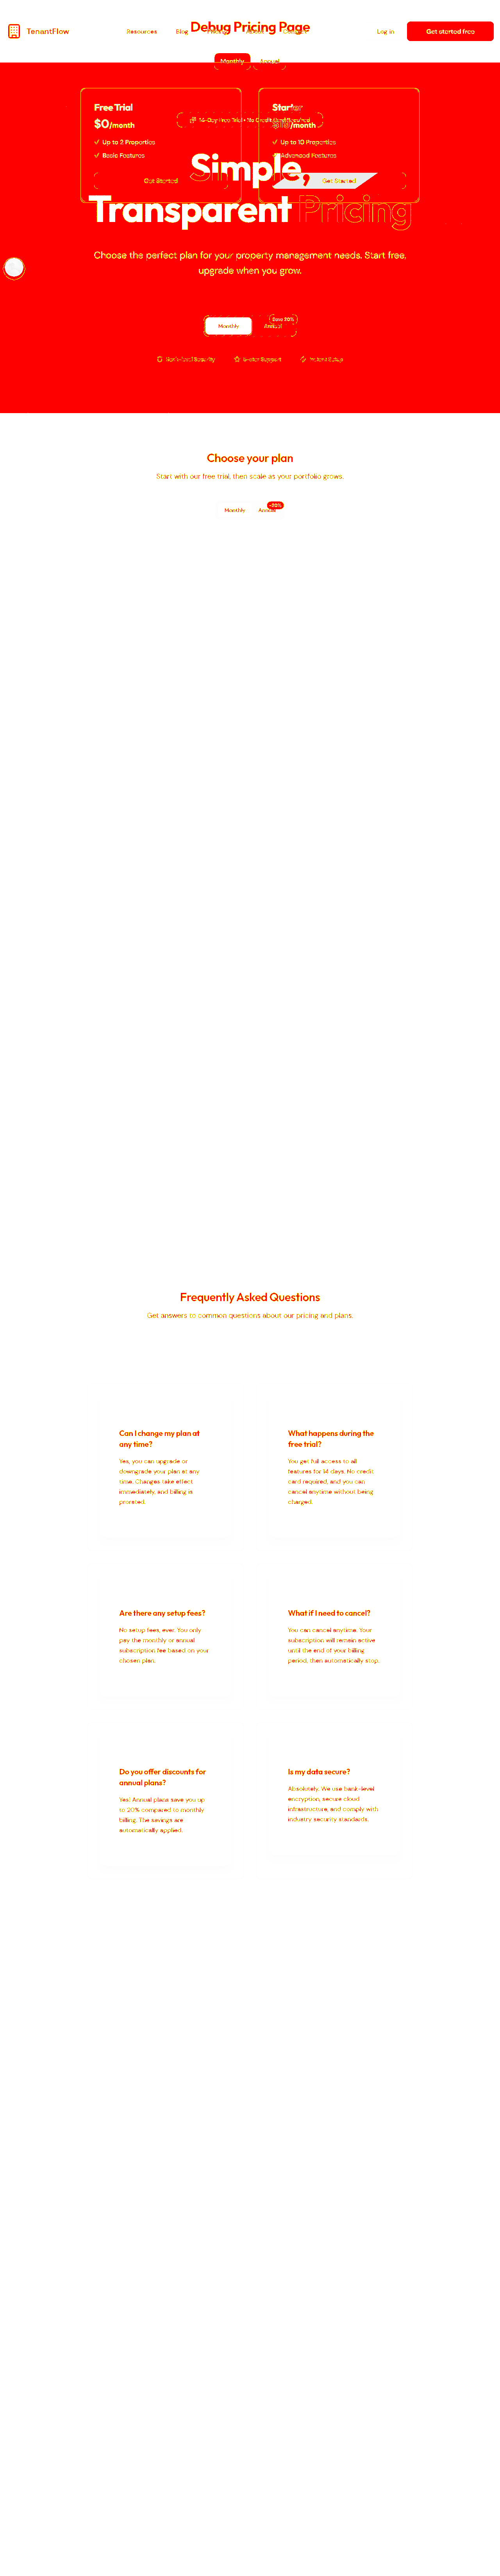 Debug Pricing Page
TenantFlow
Resources
Blog
Log in
Get started free
Monthly
Annual
Free Trial
$0/month
Up to 2 Properties
Basic Features
Get Started
Starter
/month
Up to 10 Properties
Advanced Features
Get Started
14-Day Free Trial • No Credit Card Required
Simple,
Transparent Pricing
Choose the perfect plan for your property management needs. Start free,
upgrade when you grow.
Monthly
Annual
Save 20%
Choose your plan
Start with our free trial, then scale as your portfolio grows.
Monthly
Annual
-20%
Frequently Asked Questions
Get answers to common questions about our pricing and plans.
Can I change my plan at
any time?
Yes, you can upgrade or
downgrade your plan at any
time. Changes take effect
immediately, and billing is
prorated.
What happens during the
free trial?
You get full access to all
features for 14 days. No credit
card required, and you can
cancel anytime without being
charged.
Are there any setup fees?
No setup fees, ever. You only
pay the monthly or annual
subscription fee based on your
chosen plan.
What if I need to cancel?
You can cancel anytime. Your
subscription will remain active
until the end of your billing
period, then automatically stop.
Do you offer discounts for
annual plans?
Yes! Annual plans save you up
to 20% compared to monthly
billing. The savings are
automatically applied.
Is my data secure?
Absolutely. We use bank-level
encryption, secure cloud
infrastructure, and comply with
industry security standards.